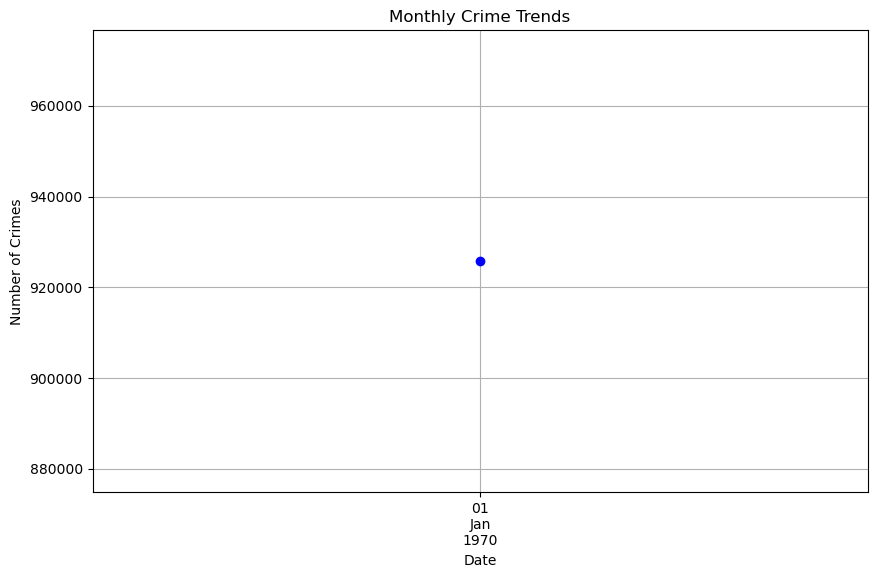 Monthly Crime Trends
Number of Crimes
960000
940000
920000
900000
880000
01
Jan
1970
Date